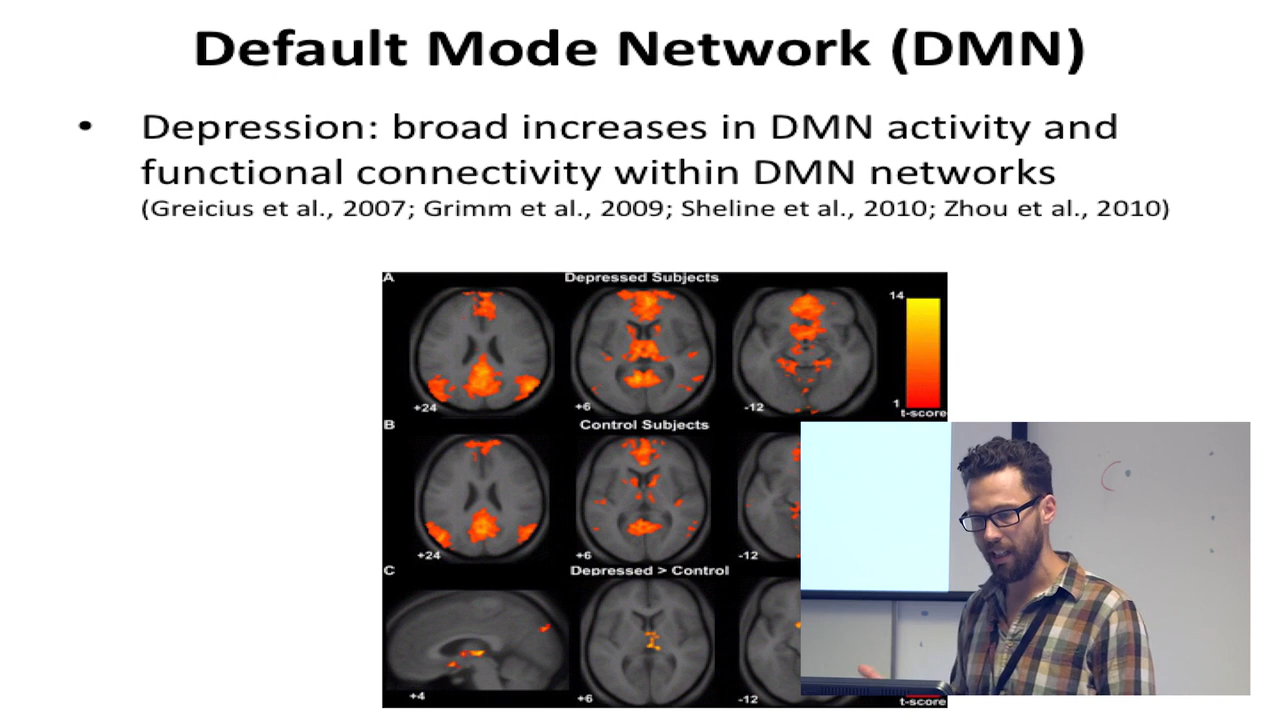 Default Mode Network (DMN)
• Depression: broad increases in DMN activity and
functional connectivity within DMN networks
(Greicius et al., 2007; Grimm et al., 2009; Sheline et al., 2010; Zhou et al., 2010)
A Depressed Subjects
14
+24 +6 -12 1
t-score
B Control Subjects
+24 +6 -12
C Depressed > Control
+4 +6 -12
t-score